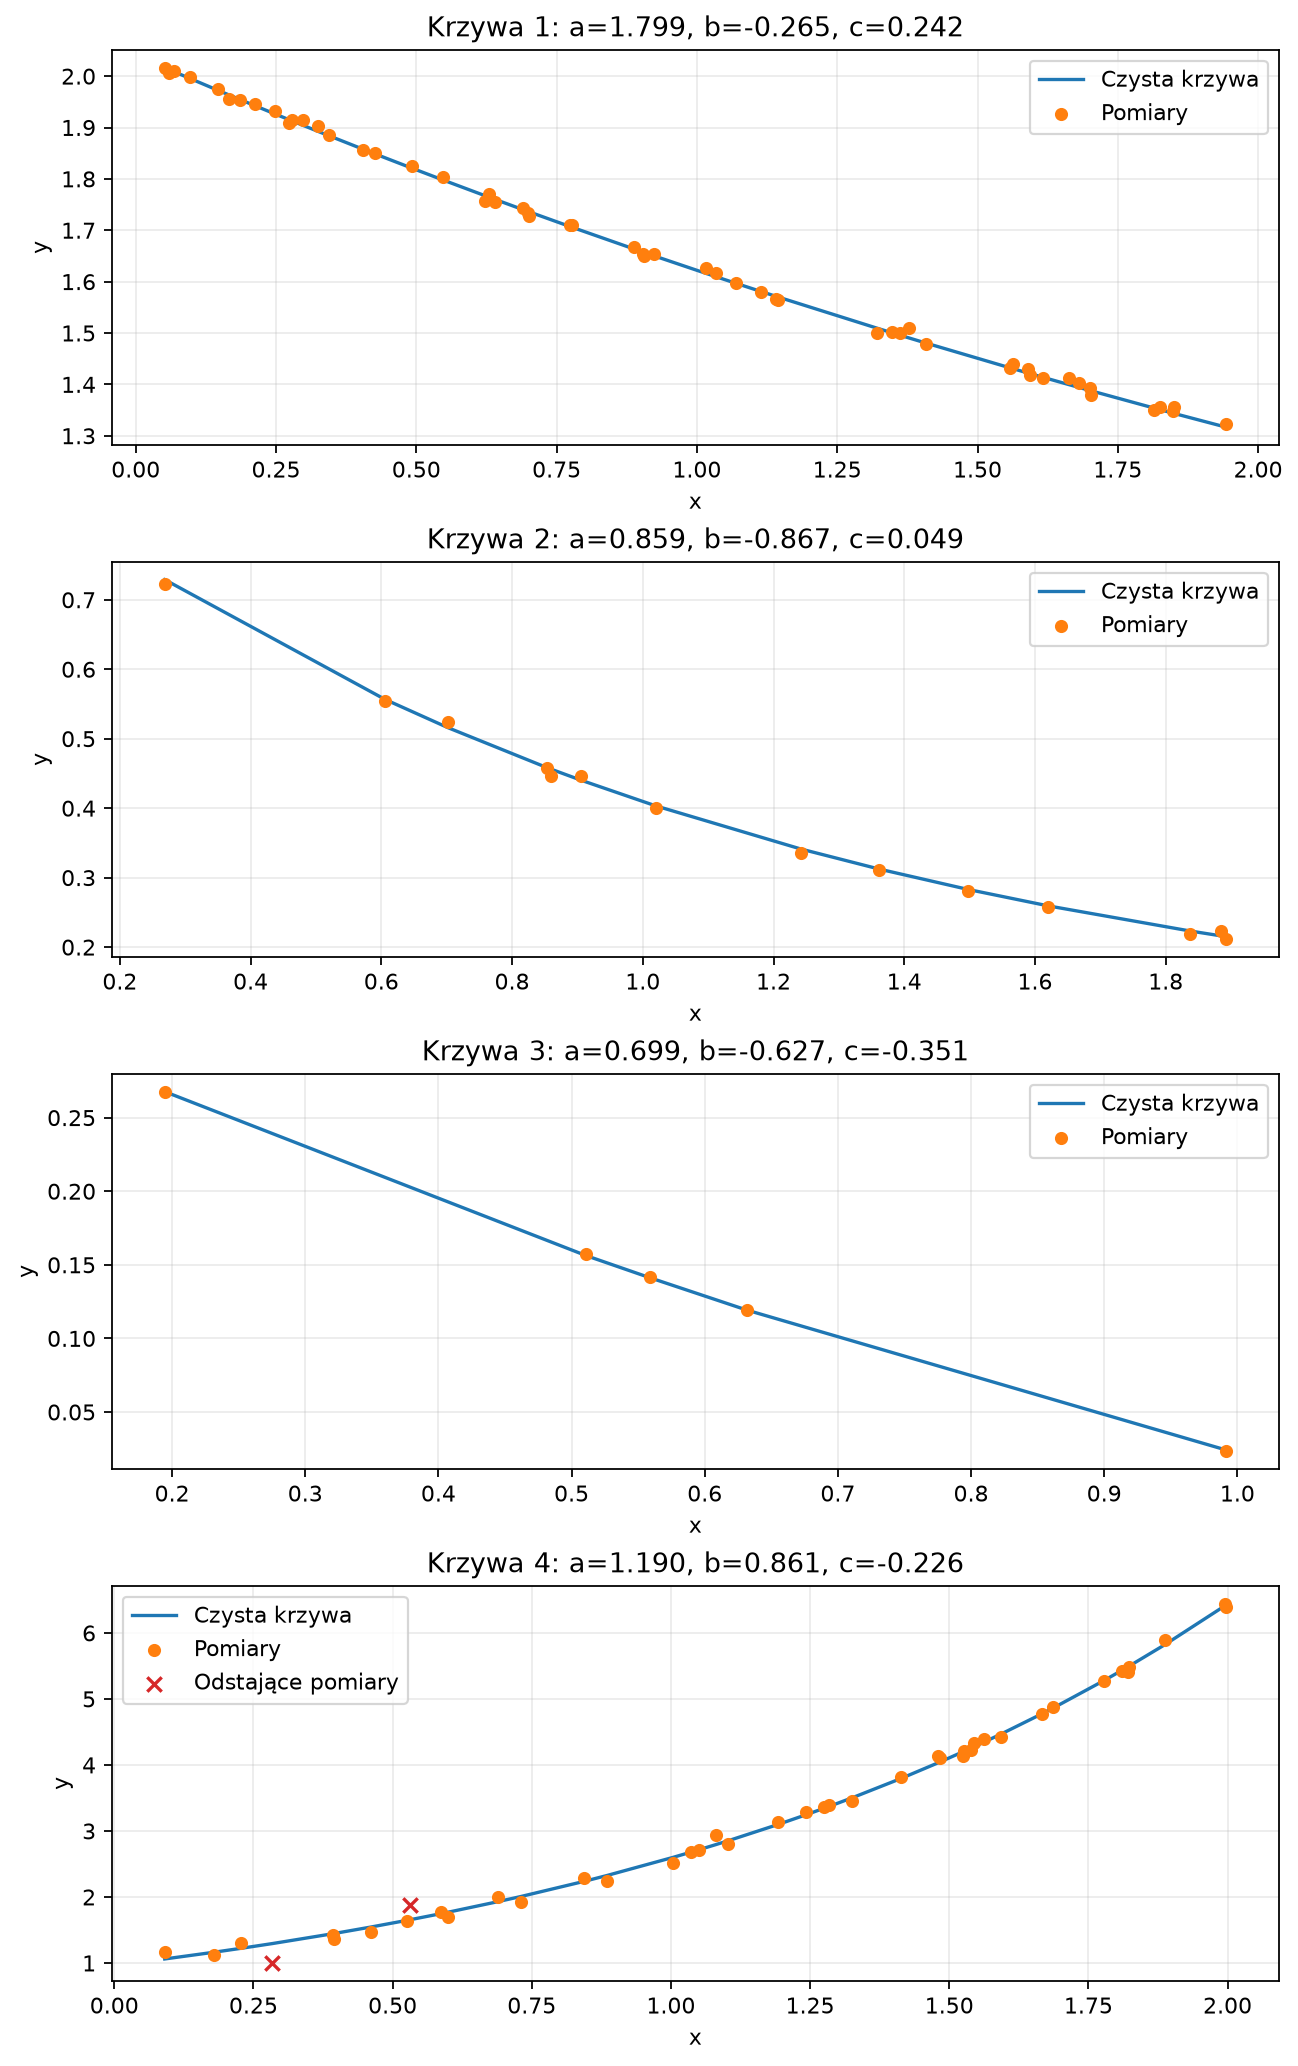 Krzywa 1: a=1.799, b=-0.265, c=0.242
Czysta krzywa
Pomiary
2.0
1.9
1.8
1.7
1.6
1.5
1.4
1.3
y
0.00 0.25 0.50 0.75 1.00 1.25 1.50 1.75 2.00
x
Krzywa 2: a=0.859, b=-0.867, c=0.049
Czysta krzywa
Pomiary
0.7
0.6
0.5
0.4
0.3
0.2
y
0.2 0.4 0.6 0.8 1.0 1.2 1.4 1.6 1.8
x
Krzywa 3: a=0.699, b=-0.627, c=-0.351
Czysta krzywa
Pomiary
0.25
0.20
0.15
0.10
0.05
y
0.2 0.3 0.4 0.5 0.6 0.7 0.8 0.9 1.0
x
Krzywa 4: a=1.190, b=0.861, c=-0.226
Czysta krzywa
Pomiary
Odstające pomiary
6
5
4
3
2
1
y
0.00 0.25 0.50 0.75 1.00 1.25 1.50 1.75 2.00
x